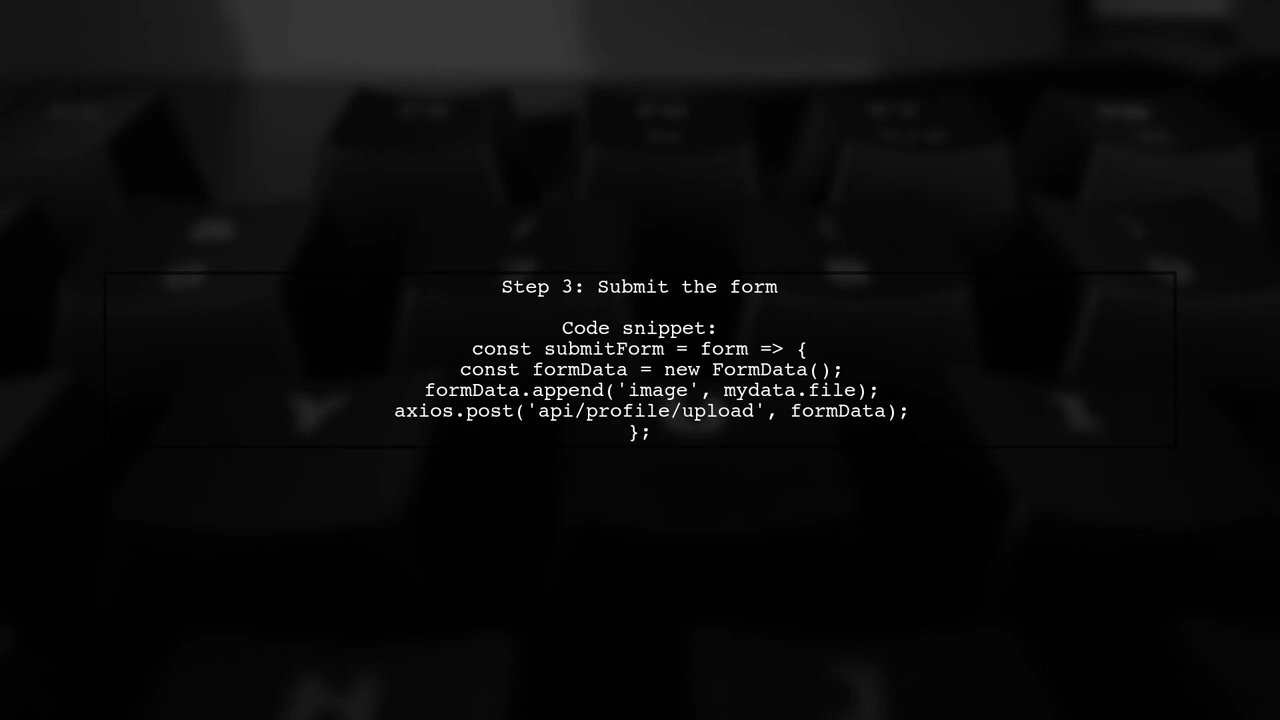 Step 3: Submit the form
Code snippet:
const submitForm = form => {
const formData = new FormData();
formData.append('image', mydata.file);
axios.post('api/profile/upload', formData);
};